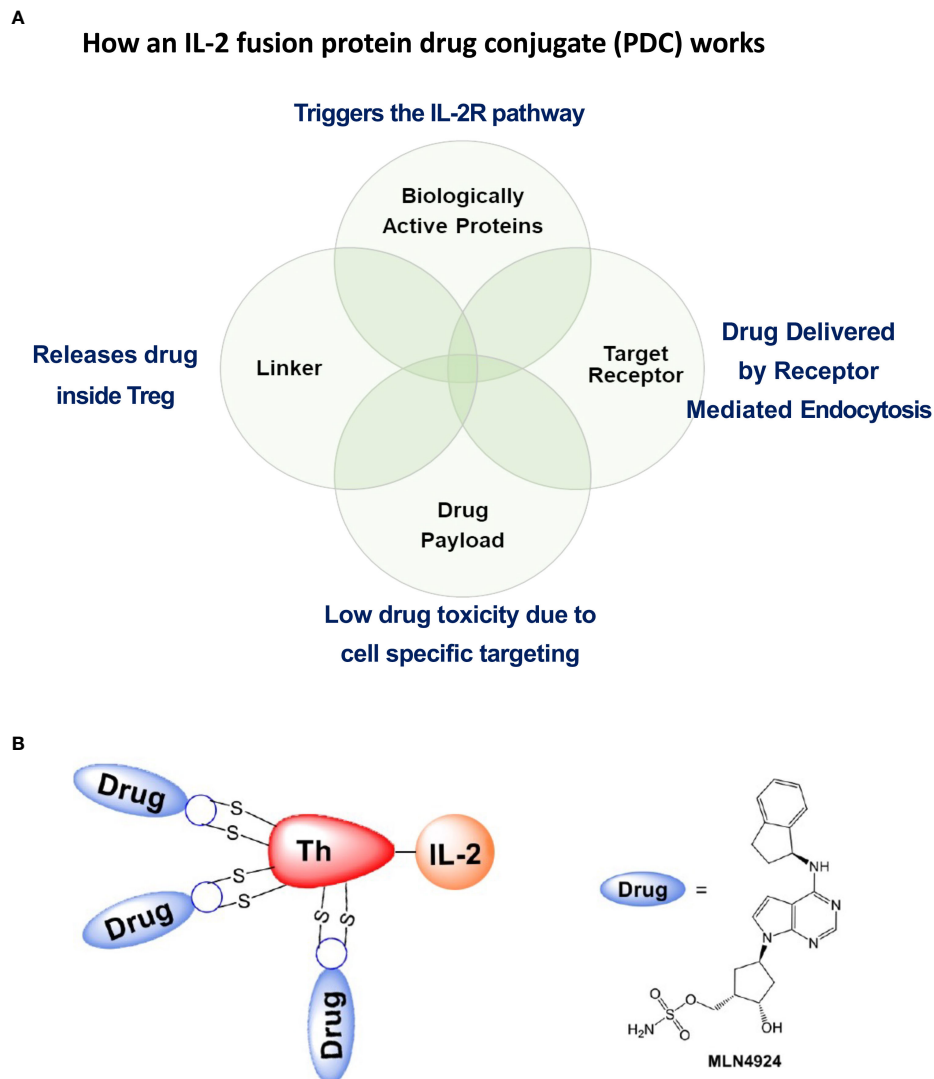 A
How an IL-2 fusion protein drug conjugate (PDC) works
Triggers the IL-2R pathway
Biologically
Active Proteins
Releases drug
inside Treg
Linker
Target
Receptor
Drug Delivered
by Receptor
Mediated Endocytosis
Drug
Payload
Low drug toxicity due to
cell specific targeting
B
Drug
S
S
Th
IL-2
S
S
Drug
S
S
Drug
Drug
=
NH
N
N
N
O
O
S
O
H₂N
OH
MLN4924